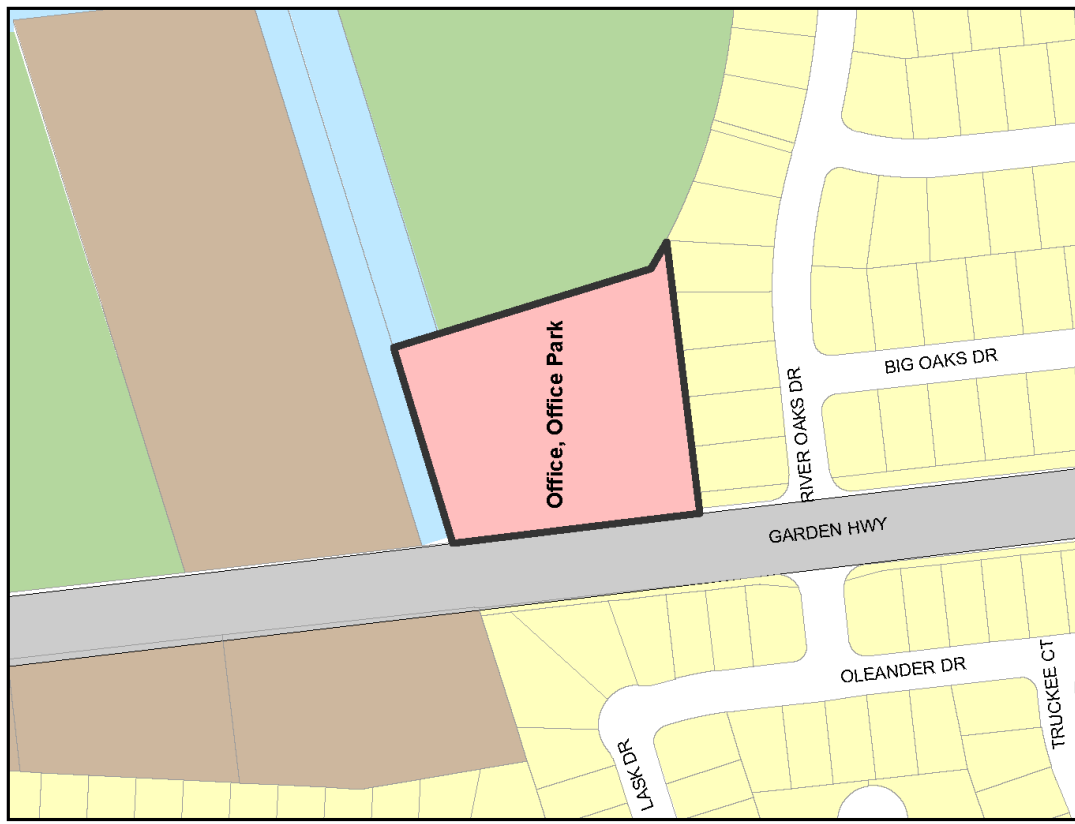 Office, Office Park
BIG OAKS DR
RIVER OAKS DR
GARDEN HWY
OLEANDER DR
TRUCKEE CT
LASK DR